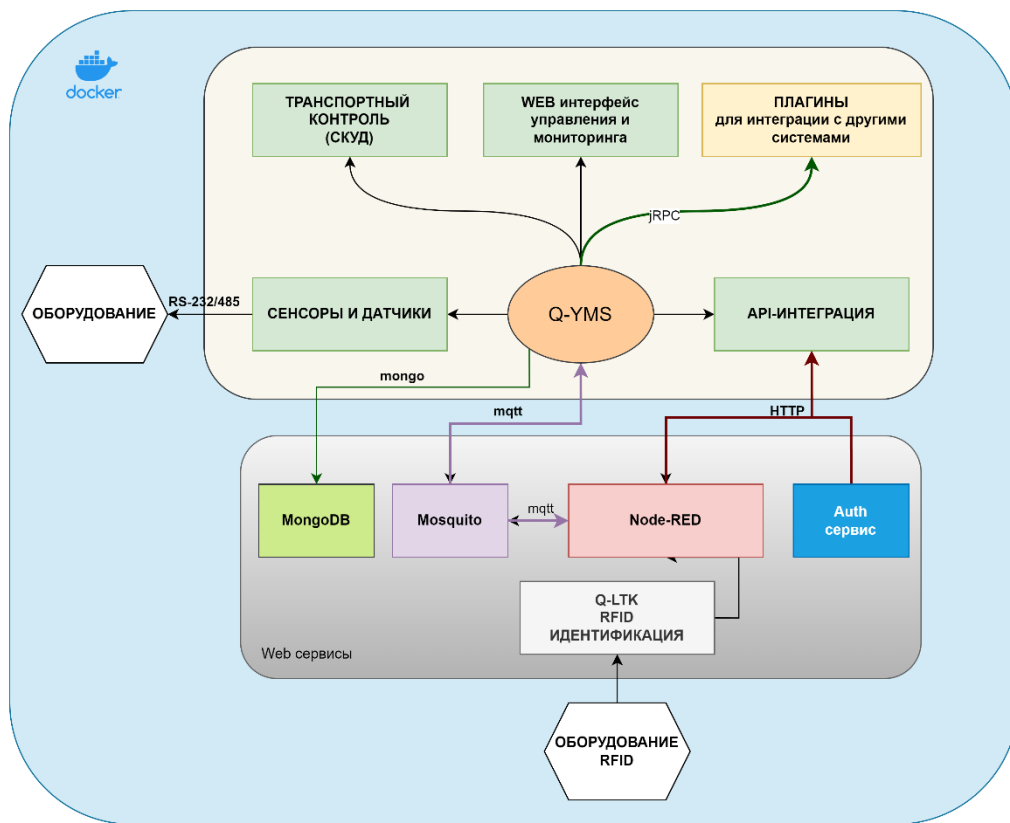 docker
ТРАНСПОРТНЫЙ
КОНТРОЛЬ
(СКУД)
WEB интерфейс
управления и
мониторинга
ПЛАГИНЫ
для интеграции с другими
системами
jRPC
ОБОРУДОВАНИЕ
RS-232/485
СЕНСОРЫ И ДАТЧИКИ
Q-YMS
API-ИНТЕГРАЦИЯ
mongo
mqtt
HTTP
MongoDB
Mosquito
mqtt
Node-RED
Auth
сервис
Q-LTK
RFID
ИДЕНТИФИКАЦИЯ
Web сервисы
ОБОРУДОВАНИЕ
RFID